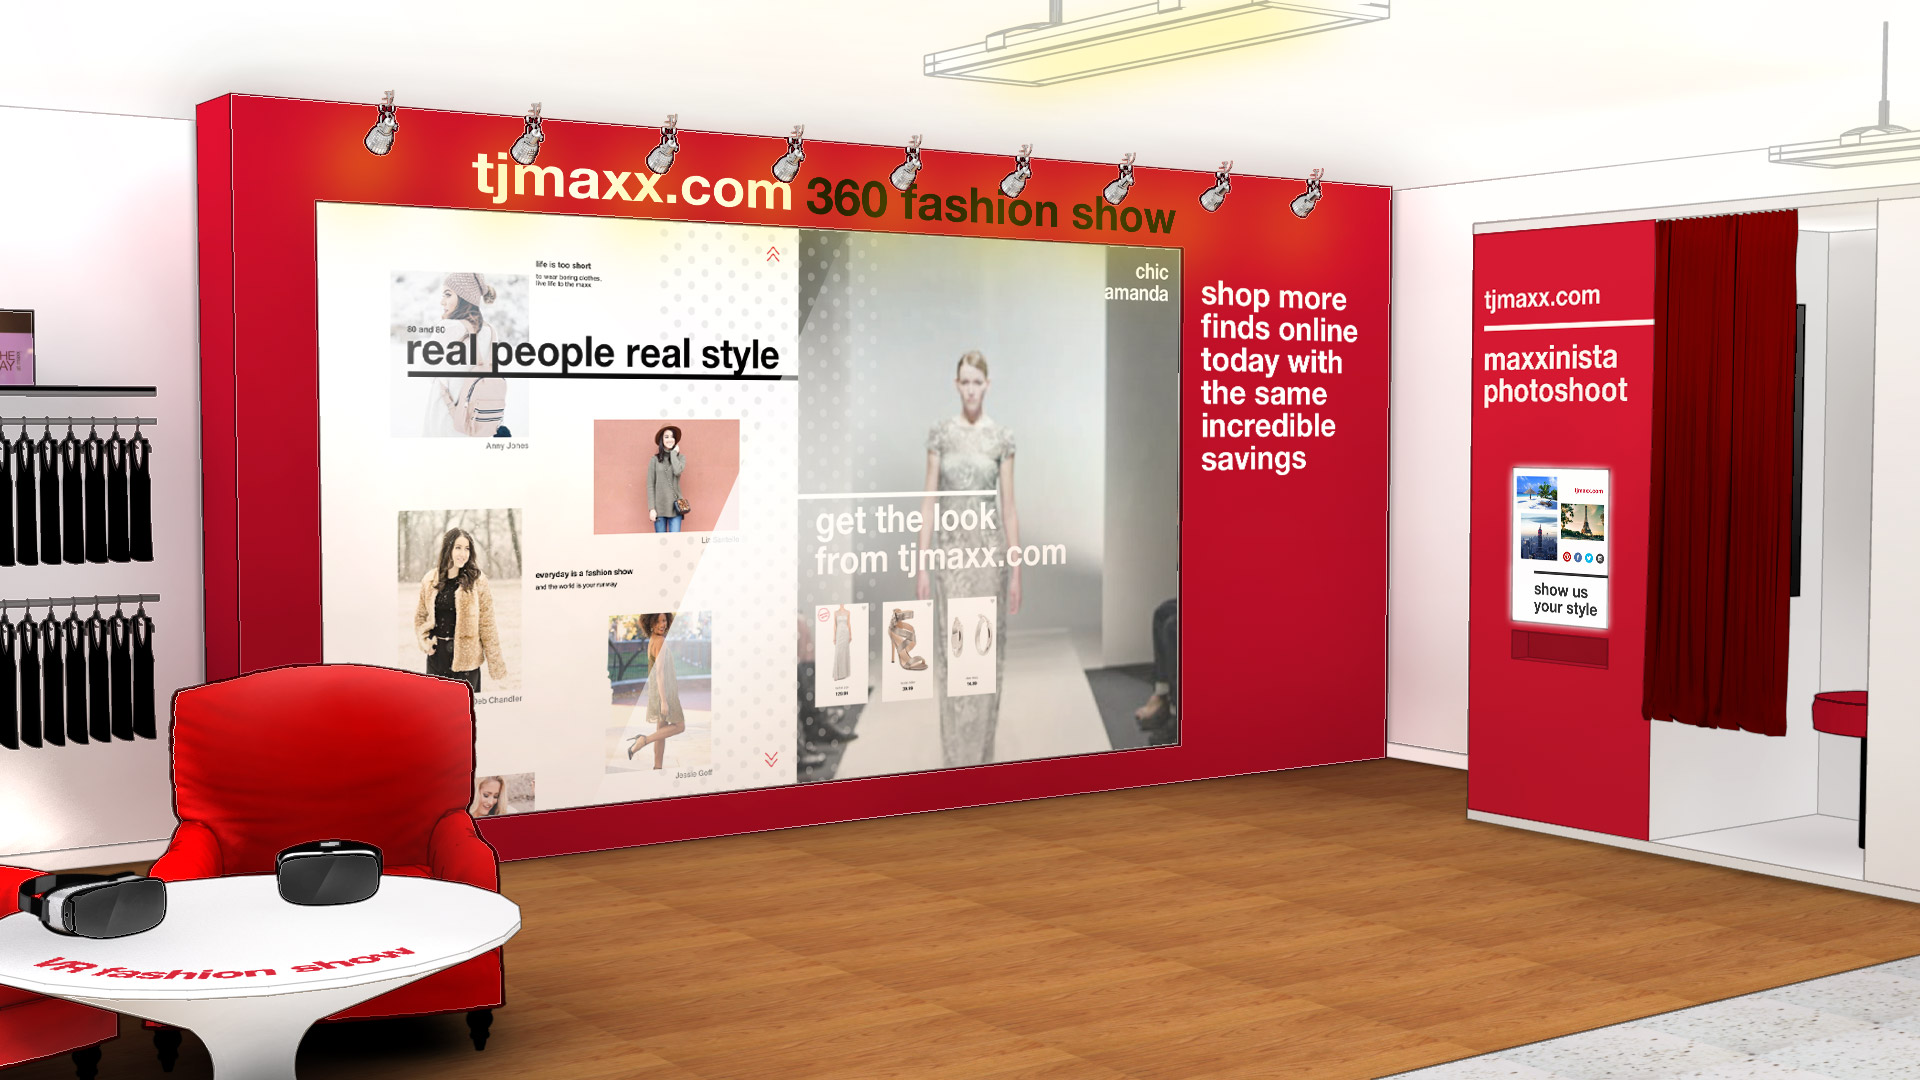 tjmaxx.com 360 fashion show
life is too short
to wear boring clothes.
live life to the maxx
80 and 80
real people real style
Anny Jones
everyday is a fashion show
and the world is your runway
Deb Chandler
Jessie Goff
chic
amanda
get the look
from tjmaxx.com
shop more
finds online
today with
the same
incredible
savings
tjmaxx.com
maxxinista
photoshoot
tjmaxx.com
show us
your style
VR fashion show